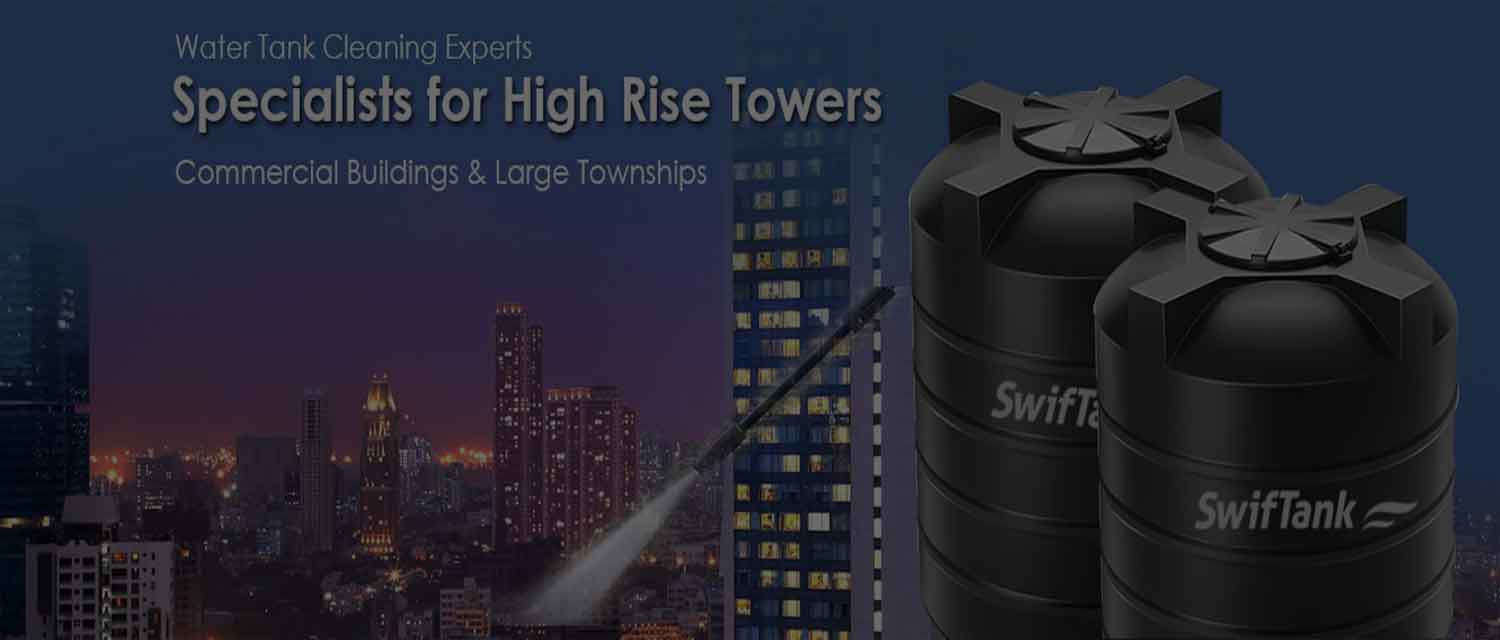 Water Tank Cleaning Experts
Specialists for High Rise Towers
Commercial Buildings & Large Townships
SwifTa
SwifTank